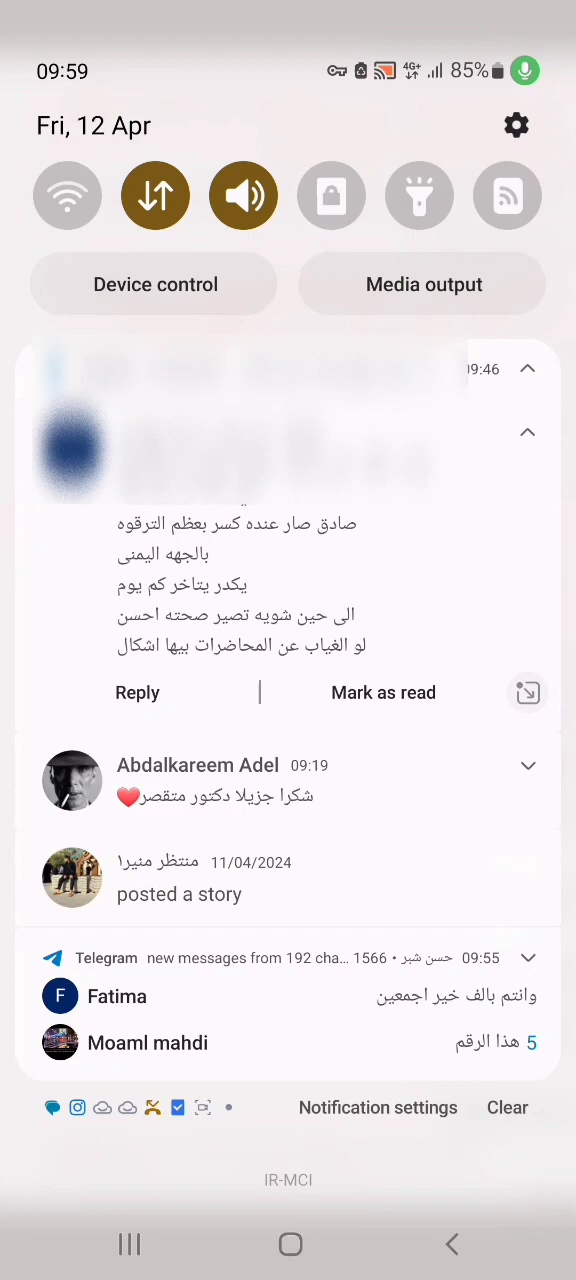 09:59
4G+
85%
Fri, 12 Apr
Device control
Media output
09:46
صادق صار عنده كسر بعظم الترقوه
بالجهه اليمنى
يكدر يتاخر كم يوم
الى حين شويه تصير صحته احسن
لو الغياب عن المحاضرات بيها اشكال
Reply
Mark as read
Abdalkareem Adel 09:19
شكرا جزيلا دكتور متقصر❤️
منتظر منير١ 11/04/2024
posted a story
Telegram new messages from 192 cha... 1566 • حسن شبر 09:55
F
Fatima وانتم بالف خير اجمعين
Moaml mahdi هذا الرقم 5
Notification settings Clear
IR-MCI